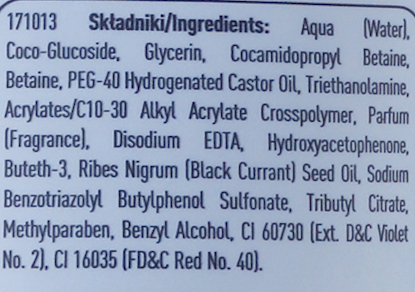 171013 Składniki/Ingredients: Aqua (Water),
Coco-Glucoside, Glycerin, Cocamidopropyl Betaine,
Betaine, PEG-40 Hydrogenated Castor Oil, Triethanolamine,
Acrylates/C10-30 Alkyl Acrylate Crosspolymer, Parfum
(Fragrance), Disodium EDTA, Hydroxyacetophenone,
Buteth-3, Ribes Nigrum (Black Currant) Seed Oil, Sodium
Benzotriazolyl Butylphenol Sulfonate, Tributyl Citrate,
Methylparaben, Benzyl Alcohol, CI 60730 (Ext. D&C Violet
No. 2), CI 16035 (FD&C Red No. 40).